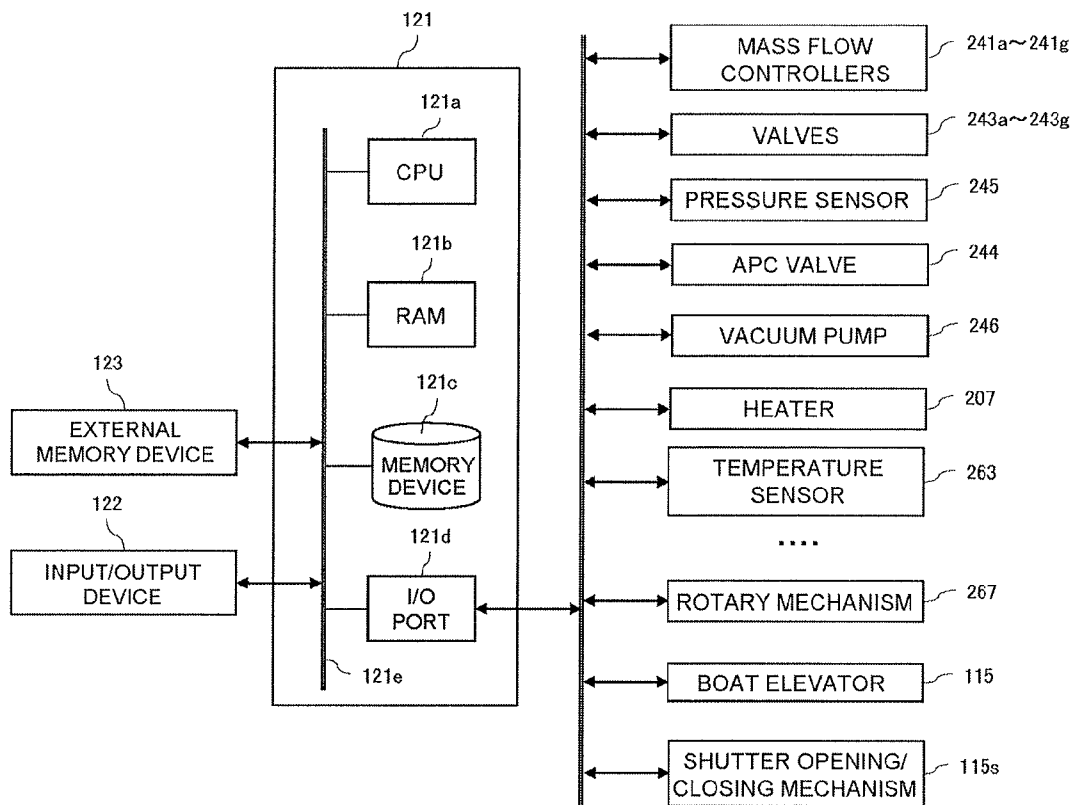 121
121a
CPU
121b
RAM
121c
MEMORY
DEVICE
121d
I/O
PORT
121e
123
EXTERNAL
MEMORY DEVICE
122
INPUT/OUTPUT
DEVICE
MASS FLOW
CONTROLLERS
241a～241g
VALVES
243a～243g
PRESSURE SENSOR
245
APC VALVE
244
VACUUM PUMP
246
HEATER
207
TEMPERATURE
SENSOR
263
....
ROTARY MECHANISM
267
BOAT ELEVATOR
115
SHUTTER OPENING/
CLOSING MECHANISM
115s